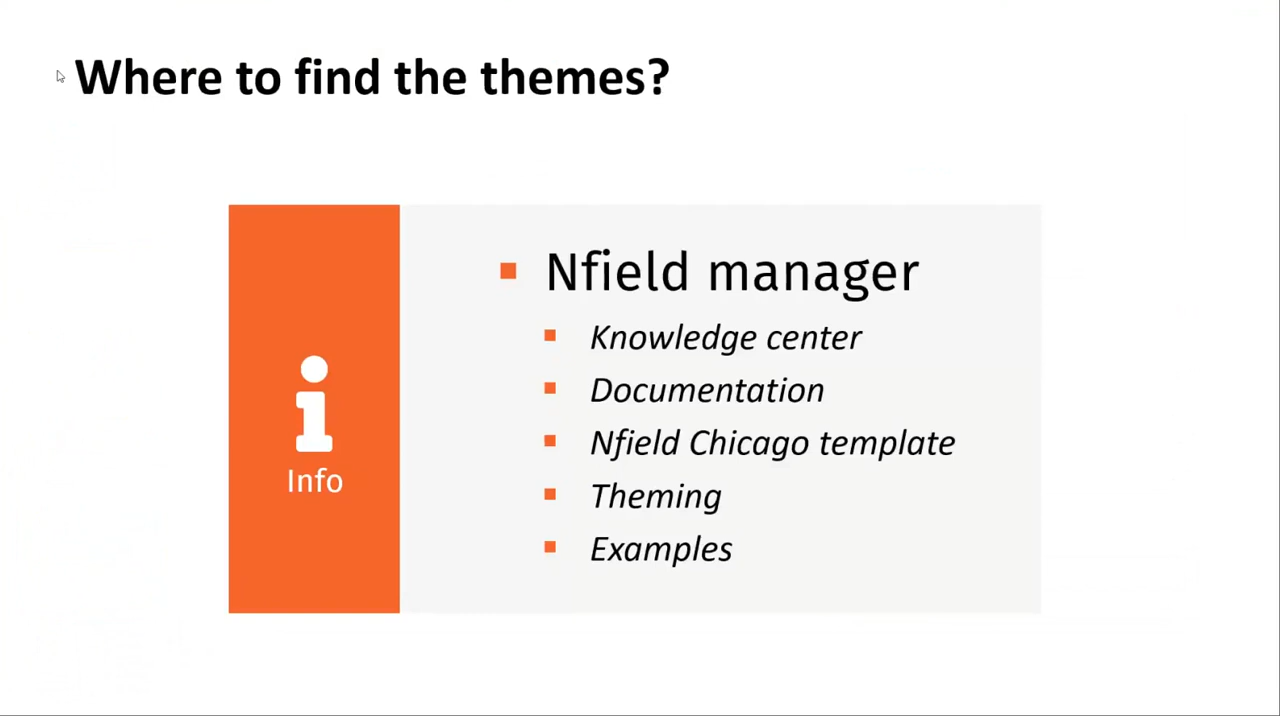 Where to find the themes?
Info
Nfield manager
Knowledge center
Documentation
Nfield Chicago template
Theming
Examples